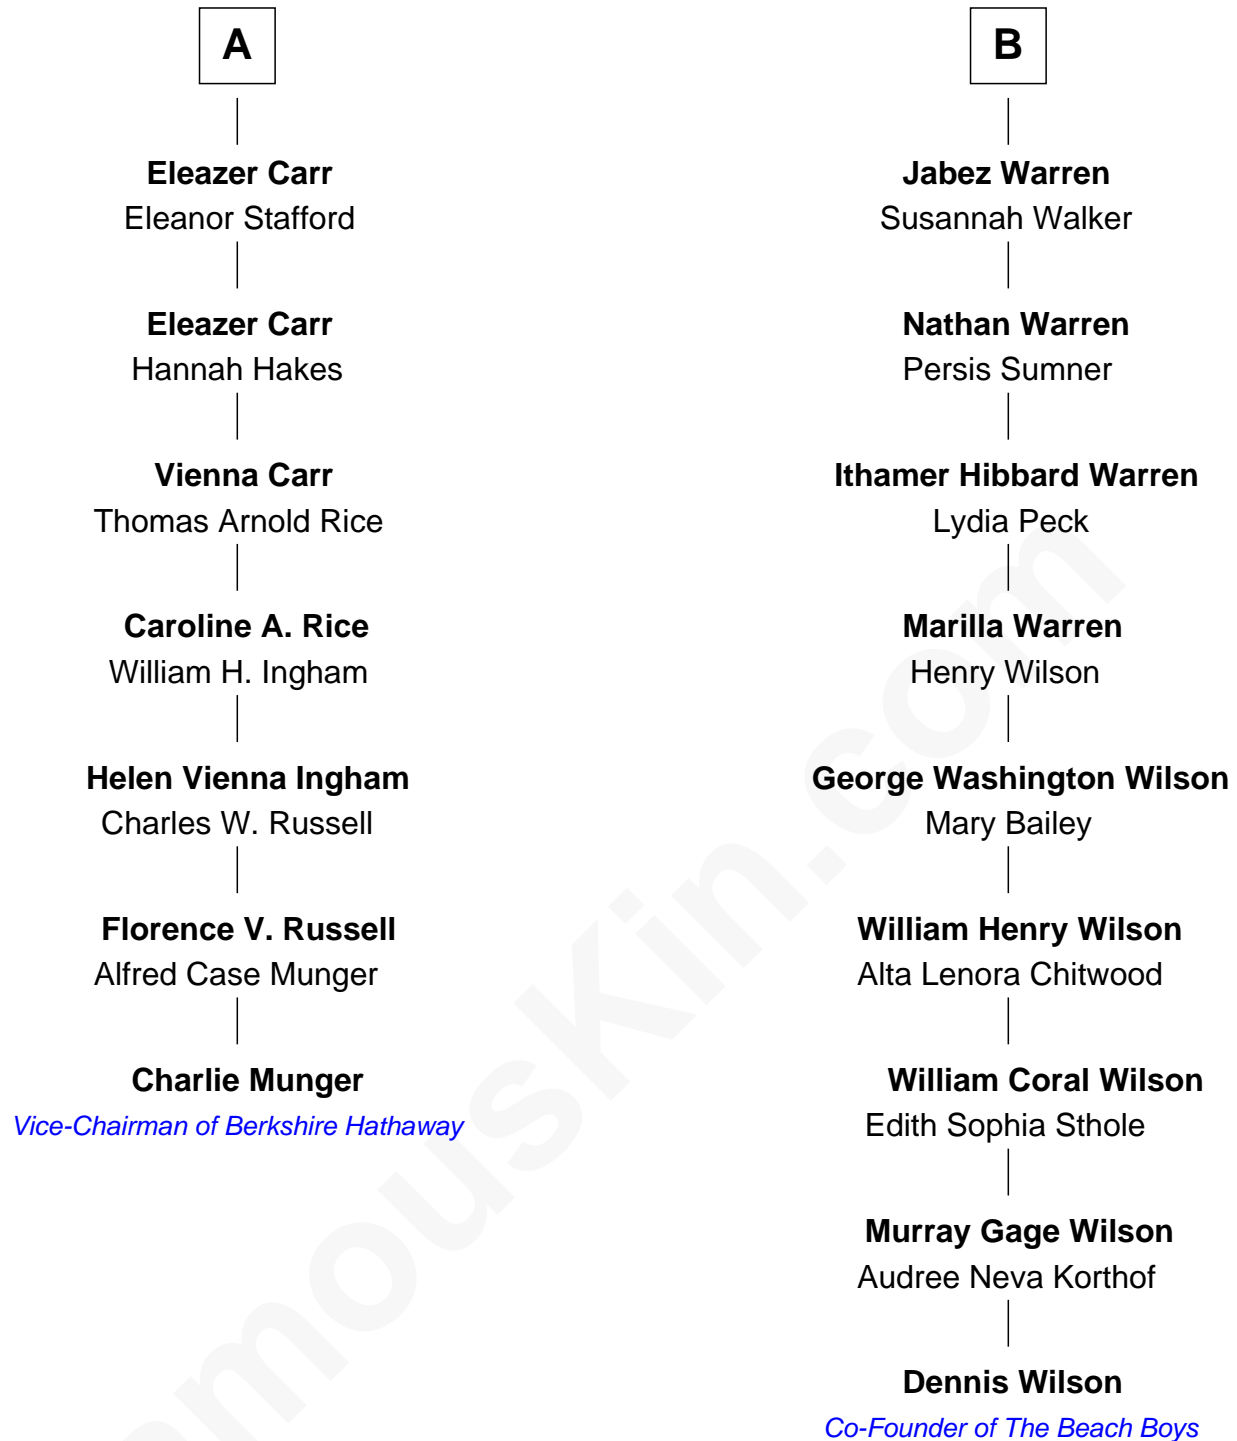 A
Eleazer Carr
Eleanor Stafford
Eleazer Carr
Hannah Hakes
Vienna Carr
Thomas Arnold Rice
Caroline A. Rice
William H. Ingham
Helen Vienna Ingham
Charles W. Russell
Florence V. Russell
Alfred Case Munger
Charlie Munger
Vice-Chairman of Berkshire Hathaway
B
Jabez Warren
Susannah Walker
Nathan Warren
Persis Sumner
Ithamer Hibbard Warren
Lydia Peck
Marilla Warren
Henry Wilson
George Washington Wilson
Mary Bailey
William Henry Wilson
Alta Lenora Chitwood
William Coral Wilson
Edith Sophia Sthole
Murray Gage Wilson
Audree Neva Korthof
Dennis Wilson
Co-Founder of The Beach Boys
amousKin.com